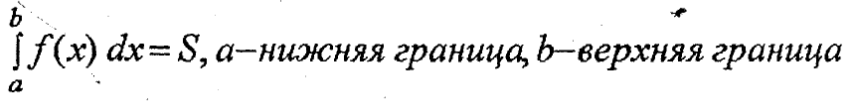 ∫ₐᵇ f(x) dx = S, a–нижняя граница, b–верхняя граница